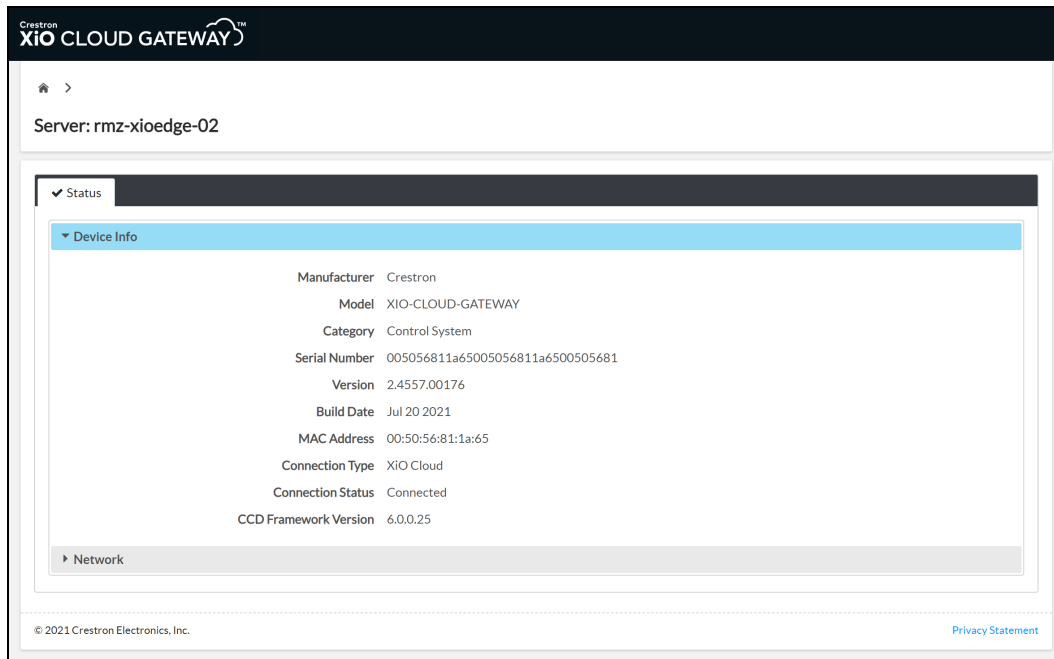 Crestron
XiO CLOUD GATEWAY™
Server: rmz-xioedge-02
Status
Device Info
Manufacturer Crestron
Model XIO-CLOUD-GATEWAY
Category Control System
Serial Number 005056811a65005056811a6500505681
Version 2.4557.00176
Build Date Jul 20 2021
MAC Address 00:50:56:81:1a:65
Connection Type XiO Cloud
Connection Status Connected
CCD Framework Version 6.0.0.25
Network
© 2021 Crestron Electronics, Inc. Privacy Statement